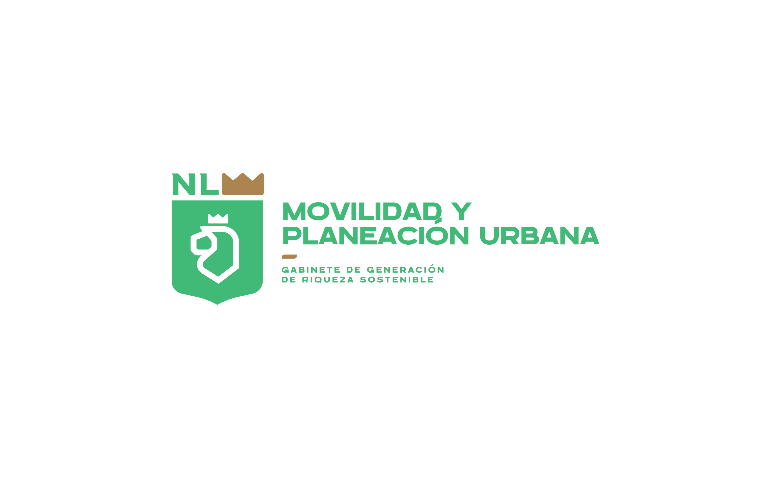 NL
MOVILIDAD Y
PLANEACIÓN URBANA
GABINETE DE GENERACIÓN
DE RIQUEZA SOSTENIBLE